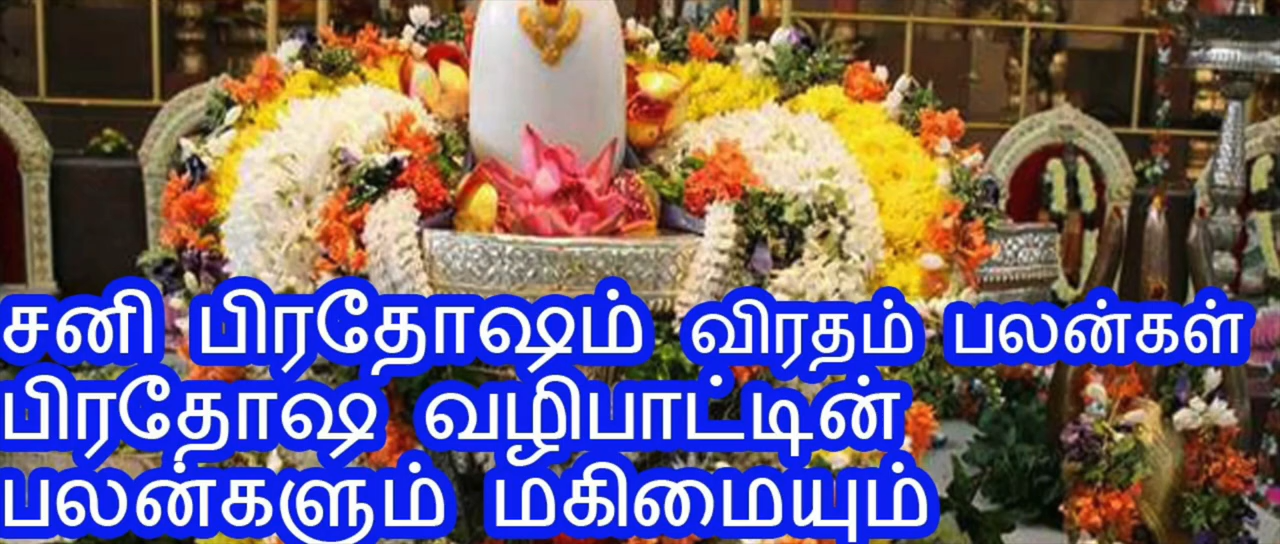 சனி பிரதோஷம் விரதம் பலன்கள்
பிரதோஷ வழிபாட்டின்
பலன்களும் மகிமையும்